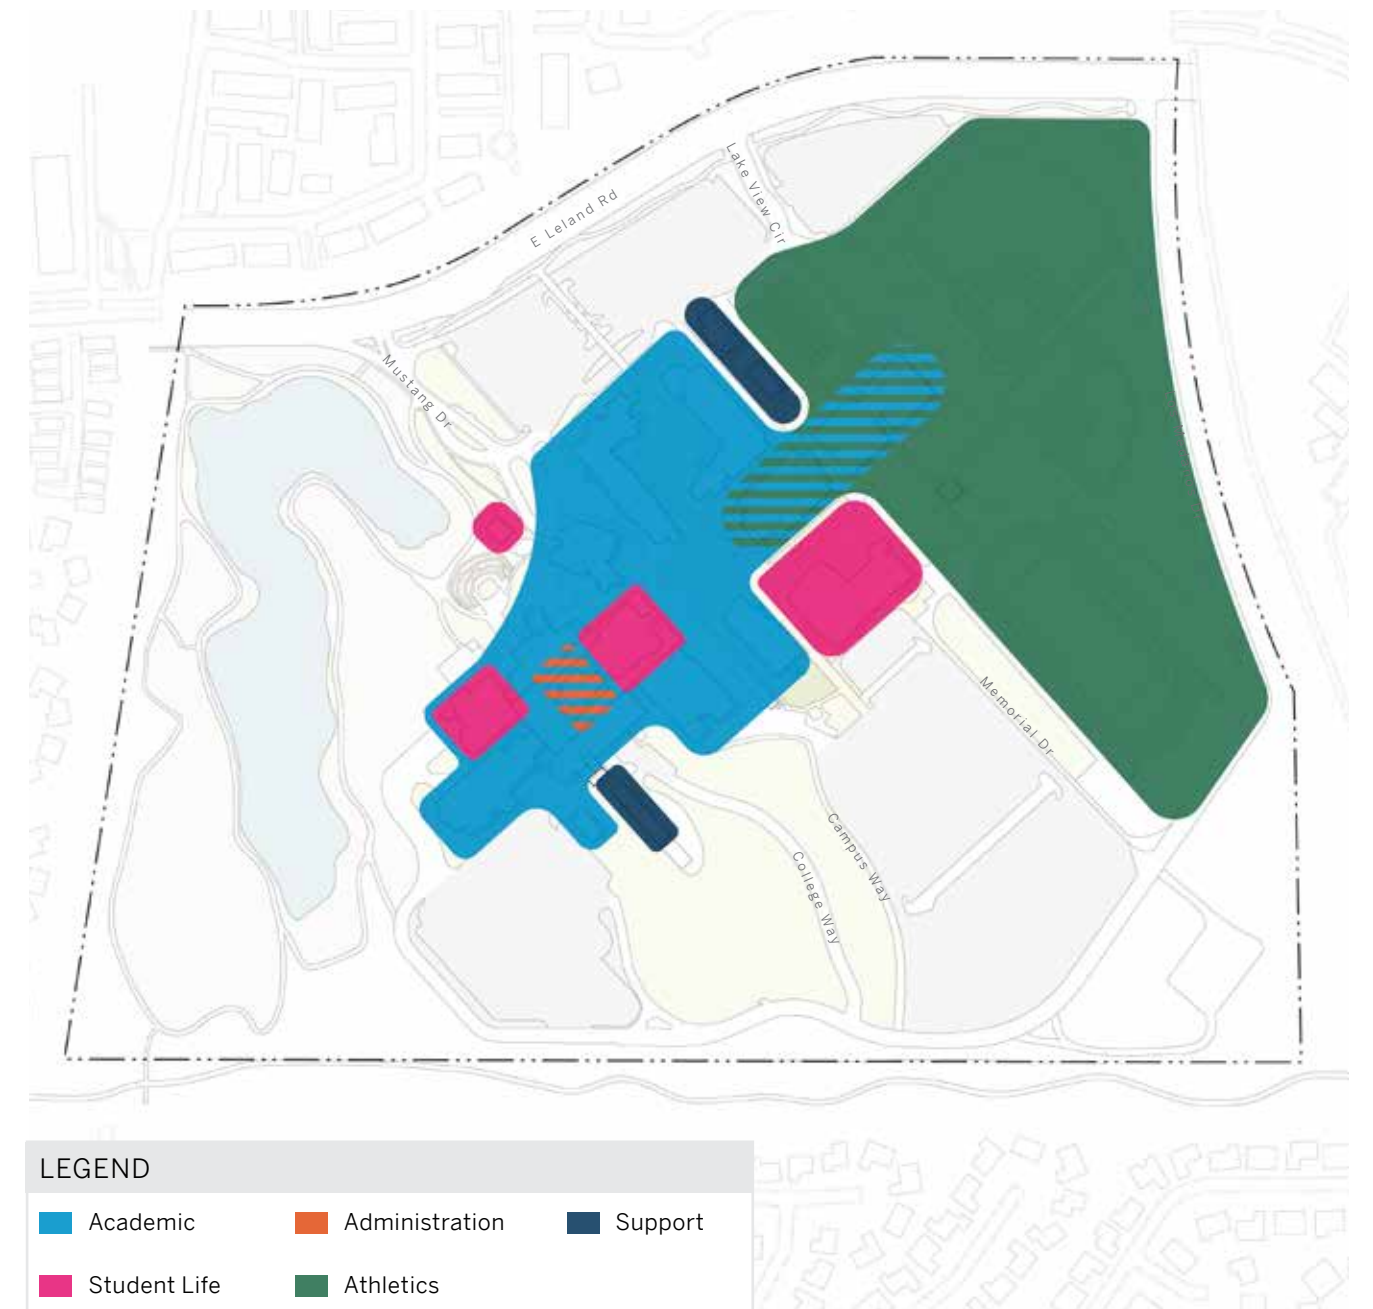 Lake View Cir
E Leland Rd
Mustang Dr
Memorial Dr
Campus Way
College Way
LEGEND
Academic
Administration
Support
Student Life
Athletics